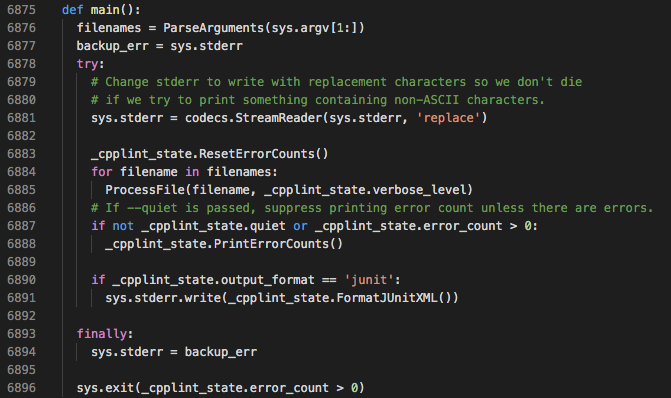 6875 def main():
6876   filenames = ParseArguments(sys.argv[1:])
6877   backup_err = sys.stderr
6878   try:
6879     # Change stderr to write with replacement characters so we don't die
6880     # if we try to print something containing non-ASCII characters.
6881     sys.stderr = codecs.StreamReader(sys.stderr, 'replace')
6882
6883     _cpplint_state.ResetErrorCounts()
6884     for filename in filenames:
6885       ProcessFile(filename, _cpplint_state.verbose_level)
6886     # If --quiet is passed, suppress printing error count unless there are errors.
6887     if not _cpplint_state.quiet or _cpplint_state.error_count > 0:
6888       _cpplint_state.PrintErrorCounts()
6889
6890     if _cpplint_state.output_format == 'junit':
6891       sys.stderr.write(_cpplint_state.FormatJUnitXML())
6892
6893   finally:
6894     sys.stderr = backup_err
6895
6896   sys.exit(_cpplint_state.error_count > 0)